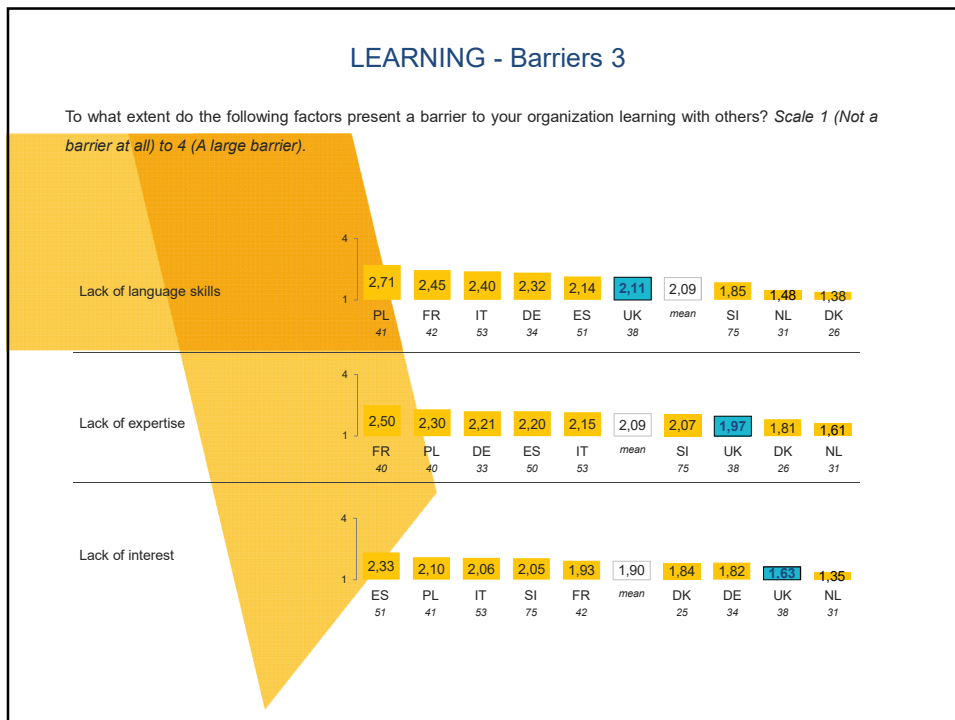 LEARNING - Barriers 3
To what extent do the following factors present a barrier to your organization learning with others? Scale 1 (Not a
barrier at all) to 4 (A large barrier).
4
Lack of language skills
2,71 2,45 2,40 2,32 2,14 2,11 2,09 1,85 1,48 1,38
1
PL FR IT DE ES UK mean SI NL DK
41 42 53 34 51 38 75 31 26
4
Lack of expertise
2,50 2,30 2,21 2,20 2,15 2,09 2,07 1,97 1,81 1,61
1
FR PL DE ES IT mean SI UK DK NL
40 40 33 50 53 75 38 26 31
4
Lack of interest
2,33 2,10 2,06 2,05 1,93 1,90 1,84 1,82 1,63 1,35
1
ES PL IT SI FR mean DK DE UK NL
51 41 53 75 42 25 34 38 31